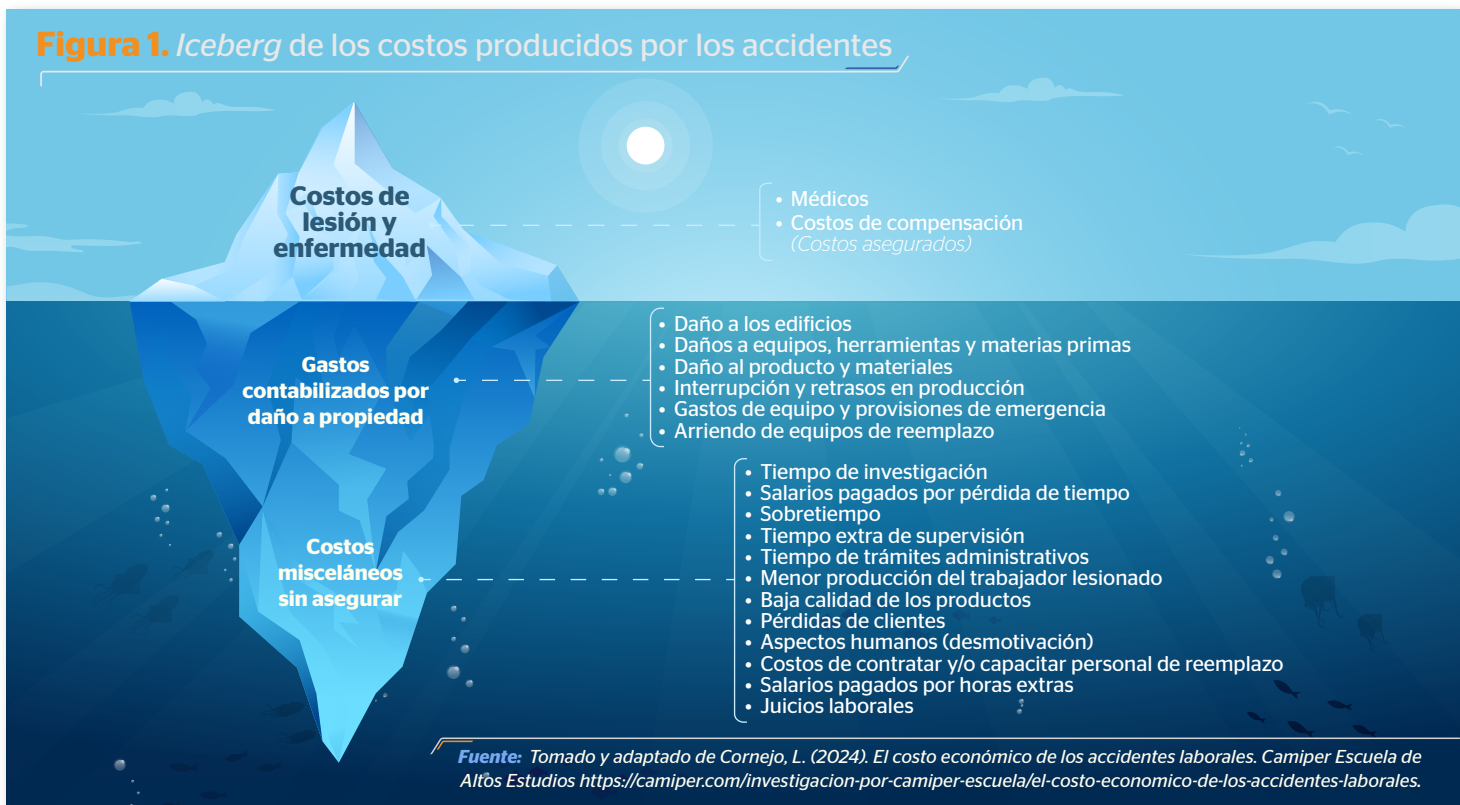 Figura 1. Iceberg de los costos producidos por los accidentes
Costos de
lesión y
enfermedad
• Médicos
• Costos de compensación
(Costos asegurados)
Gastos
contabilizados por
daño a propiedad
• Daño a los edificios
• Daños a equipos, herramientas y materias primas
• Daño al producto y materiales
• Interrupción y retrasos en producción
• Gastos de equipo y provisiones de emergencia
• Arriendo de equipos de reemplazo
Costos
misceláneos
sin asegurar
• Tiempo de investigación
• Salarios pagados por pérdida de tiempo
• Sobretiempo
• Tiempo extra de supervisión
• Tiempo de trámites administrativos
• Menor producción del trabajador lesionado
• Baja calidad de los productos
• Pérdidas de clientes
• Aspectos humanos (desmotivación)
• Costos de contratar y/o capacitar personal de reemplazo
• Salarios pagados por horas extras
• Juicios laborales
Fuente: Tomado y adaptado de Cornejo, L. (2024). El costo económico de los accidentes laborales. Camiper Escuela de
Altos Estudios https://camiper.com/investigacion-por-camiper-escuela/el-costo-economico-de-los-accidentes-laborales.